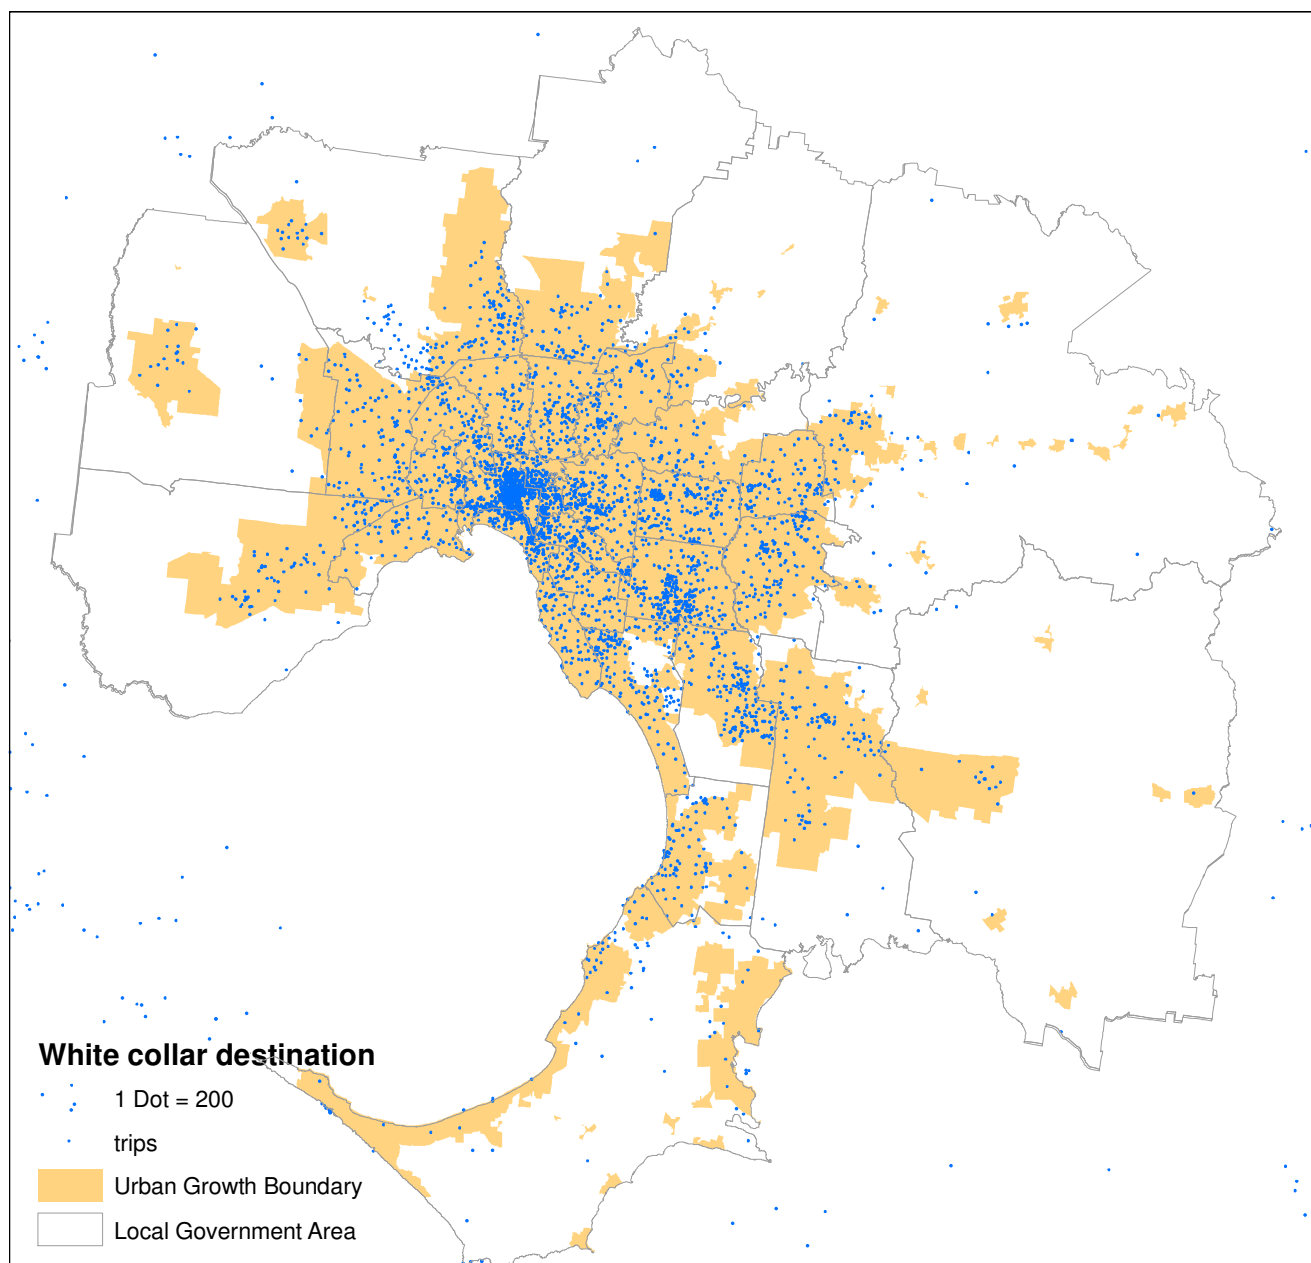 White collar destination
1 Dot = 200
trips
Urban Growth Boundary
Local Government Area